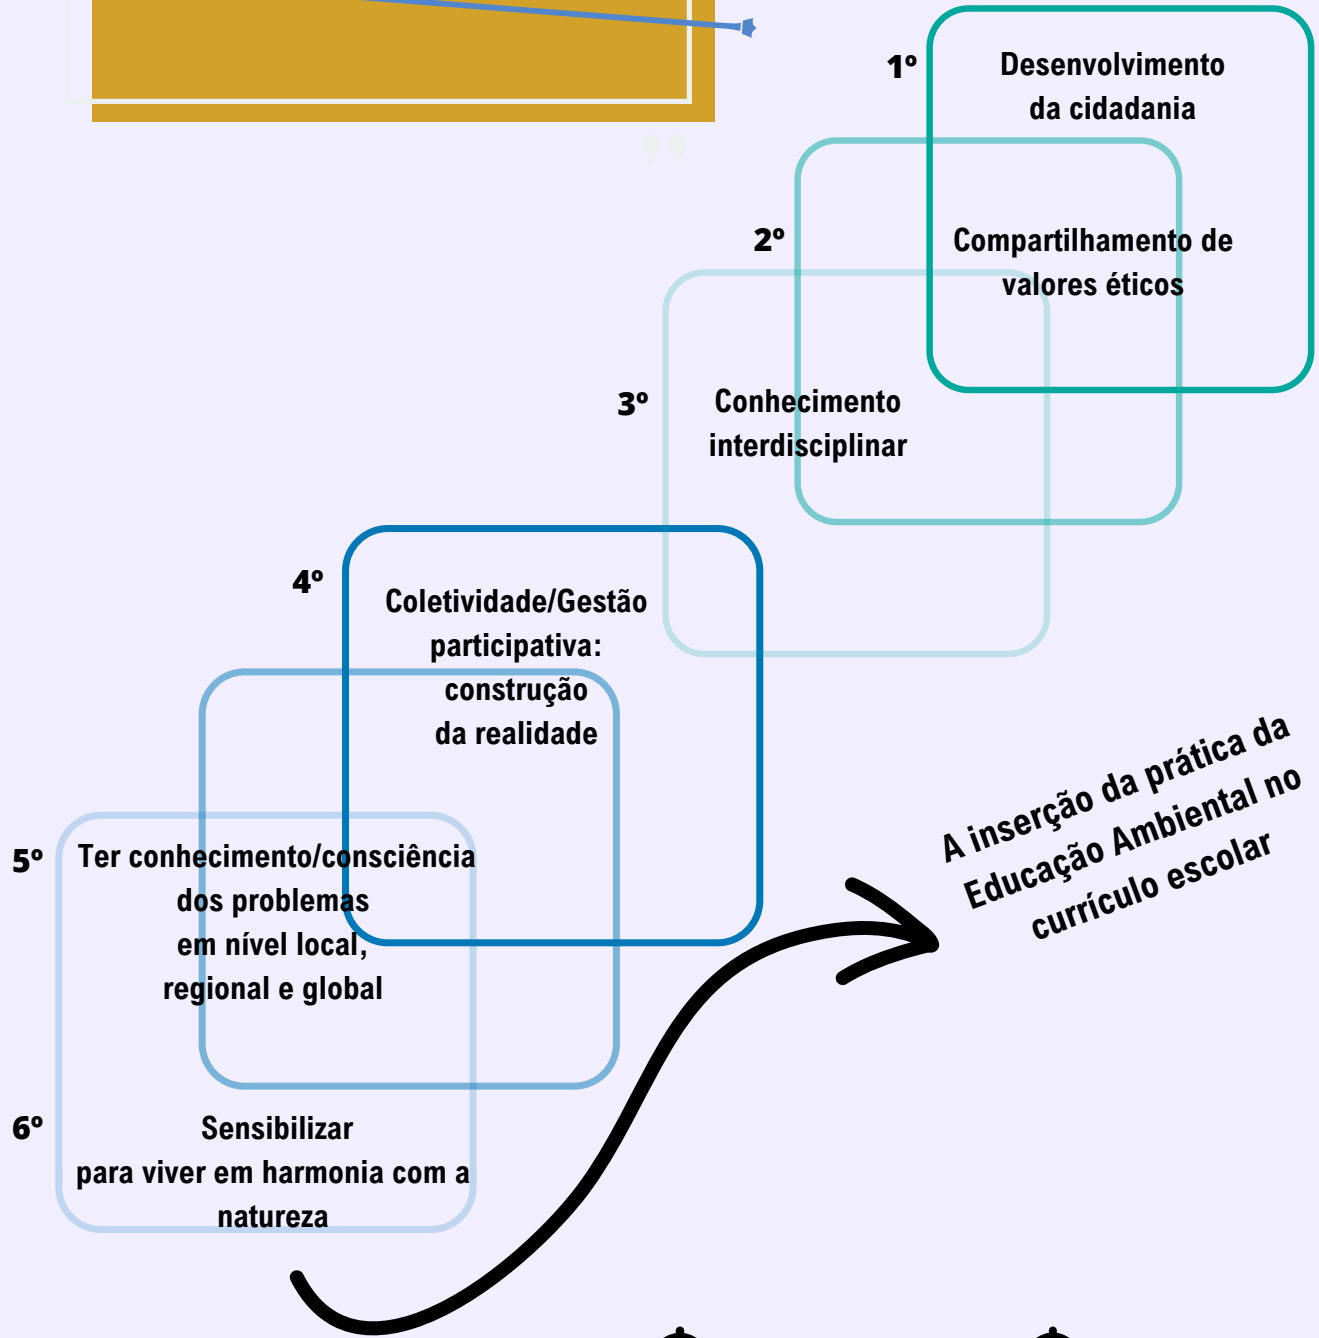 ”
1º
Desenvolvimento
da cidadania
2º
Compartilhamento de
valores éticos
3º
Conhecimento
interdisciplinar
4º
Coletividade/Gestão
participativa:
construção
da realidade
5º
Ter conhecimento/consciência
dos problemas
em nível local,
regional e global
6º
Sensibilizar
para viver em harmonia com a
natureza
A inserção da prática da
Educação Ambiental no
currículo escolar